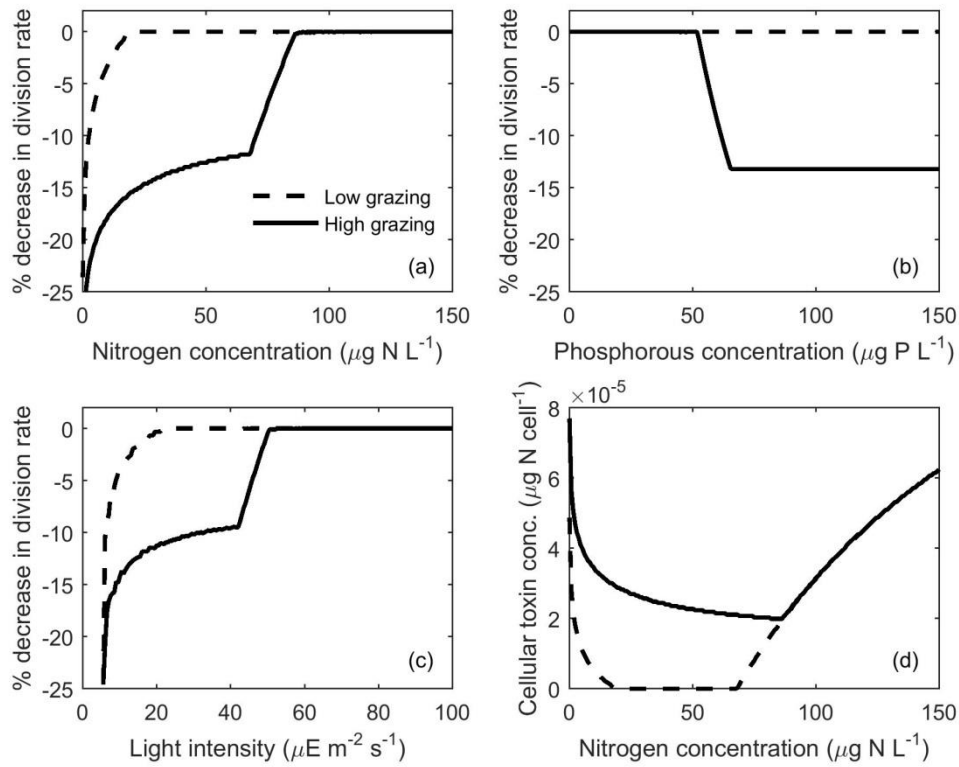 0
-5
-10
-15
-20
-25
% decrease in division rate
Low grazing
High grazing
(a)
0 50 100 150
Nitrogen concentration (μg N L⁻¹)
0
-5
-10
-15
-20
-25
% decrease in division rate
(b)
0 50 100 150
Phosphorous concentration (μg P L⁻¹)
0
-5
-10
-15
-20
-25
% decrease in division rate
(c)
0 20 40 60 80 100
Light intensity (μE m⁻² s⁻¹)
×10⁻⁵
8
6
4
2
0
Cellular toxin conc. (μg N cell⁻¹)
(d)
0 50 100 150
Nitrogen concentration (μg N L⁻¹)